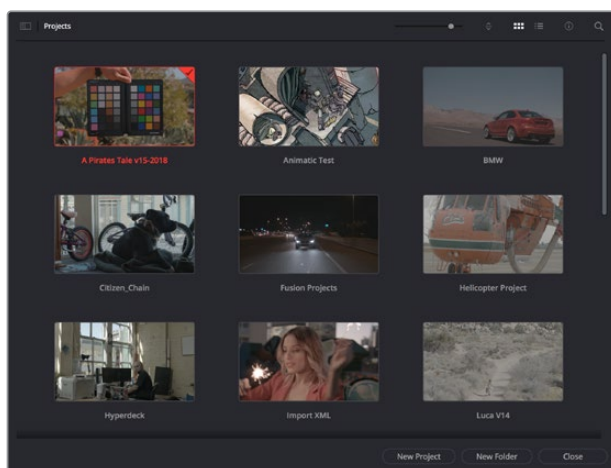 Projects
A Pirates Tale v15-2018
Animatic Test
BMW
Citizen_Chain
Fusion Projects
Helicopter Project
Hyperdeck
Import XML
Luca V14
New Project
New Folder
Close